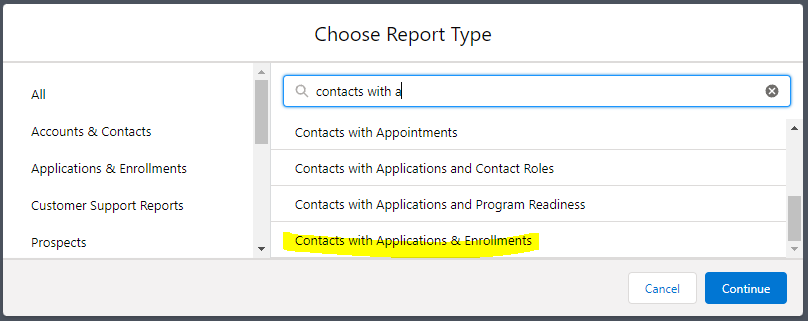 Choose Report Type
All
Accounts & Contacts
Applications & Enrollments
Customer Support Reports
Prospects
contacts with a
Contacts with Appointments
Contacts with Applications and Contact Roles
Contacts with Applications and Program Readiness
Contacts with Applications & Enrollments
Cancel
Continue